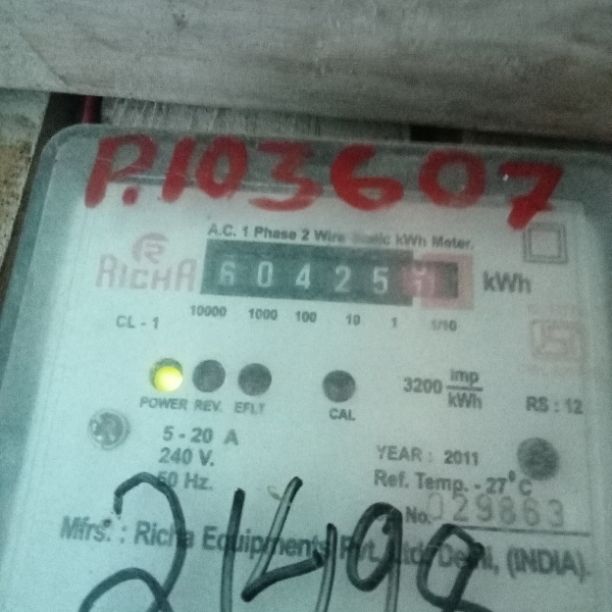 P.103607
A.C. 1 Phase 2 Wire Static kWh Meter.
RICHA 60425 kWh
CL - 1 10000 1000 100 10 1 1/10
3200 imp/kWh
POWER REV. EFLT CAL RS : 12
5 - 20 A
240 V. YEAR : 2011
50 Hz. Ref. Temp. - 27°C
No. 029863
Mfrs. : Richa Equipments Pvt. Ltd. Delhi, (INDIA)
21498